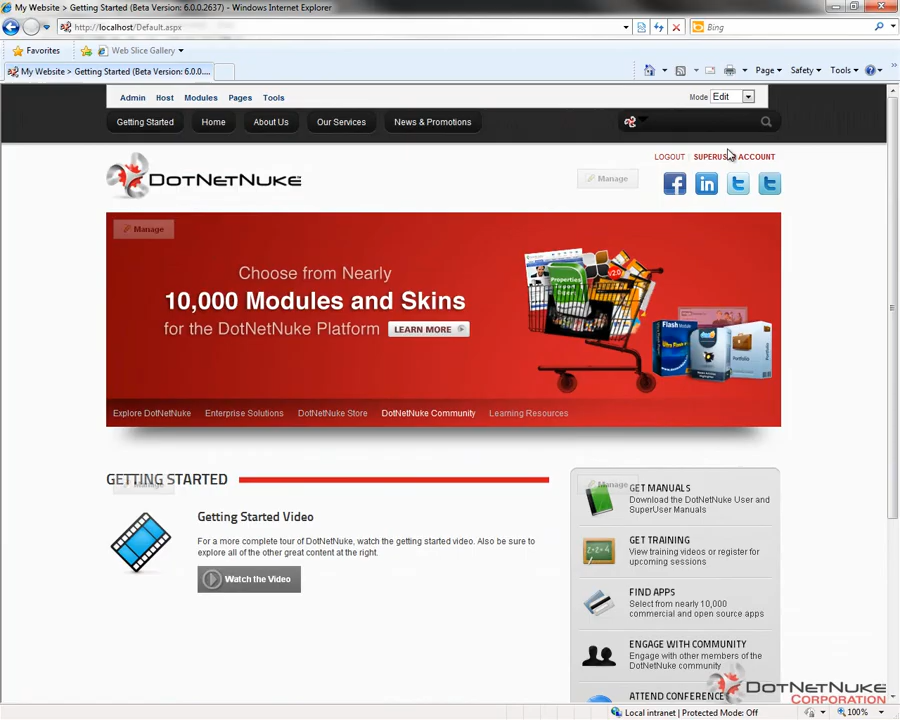 My Website > Getting Started (Beta Version: 6.0.0.2637) - Windows Internet Explorer
http://localhost/Default.aspx
Bing
Favorites
Web Slice Gallery
My Website > Getting Started (Beta Version: 6.0.0....
Page
Safety
Tools
Admin
Host
Modules
Pages
Tools
Mode
Edit
Getting Started
Home
About Us
Our Services
News & Promotions
LOGOUT
SUPERUSER ACCOUNT
DOTNETNUKE
Manage
Manage
Choose from Nearly
10,000 Modules and Skins
for the DotNetNuke Platform
LEARN MORE
Explore DotNetNuke
Enterprise Solutions
DotNetNuke Store
DotNetNuke Community
Learning Resources
GETTING STARTED
Manage
Getting Started Video
For a more complete tour of DotNetNuke, watch the getting started video. Also be sure to
explore all of the other great content at the right.
Watch the Video
Manage
GET MANUALS
Download the DotNetNuke User and
SuperUser Manuals
GET TRAINING
View training videos or register for
upcoming sessions
FIND APPS
Select from nearly 10,000
commercial and open source apps
ENGAGE WITH COMMUNITY
Engage with other members of the
DotNetNuke community
ATTEND CONFERENCE
DOTNETNUKE
CORPORATION
Local intranet | Protected Mode: Off
100%